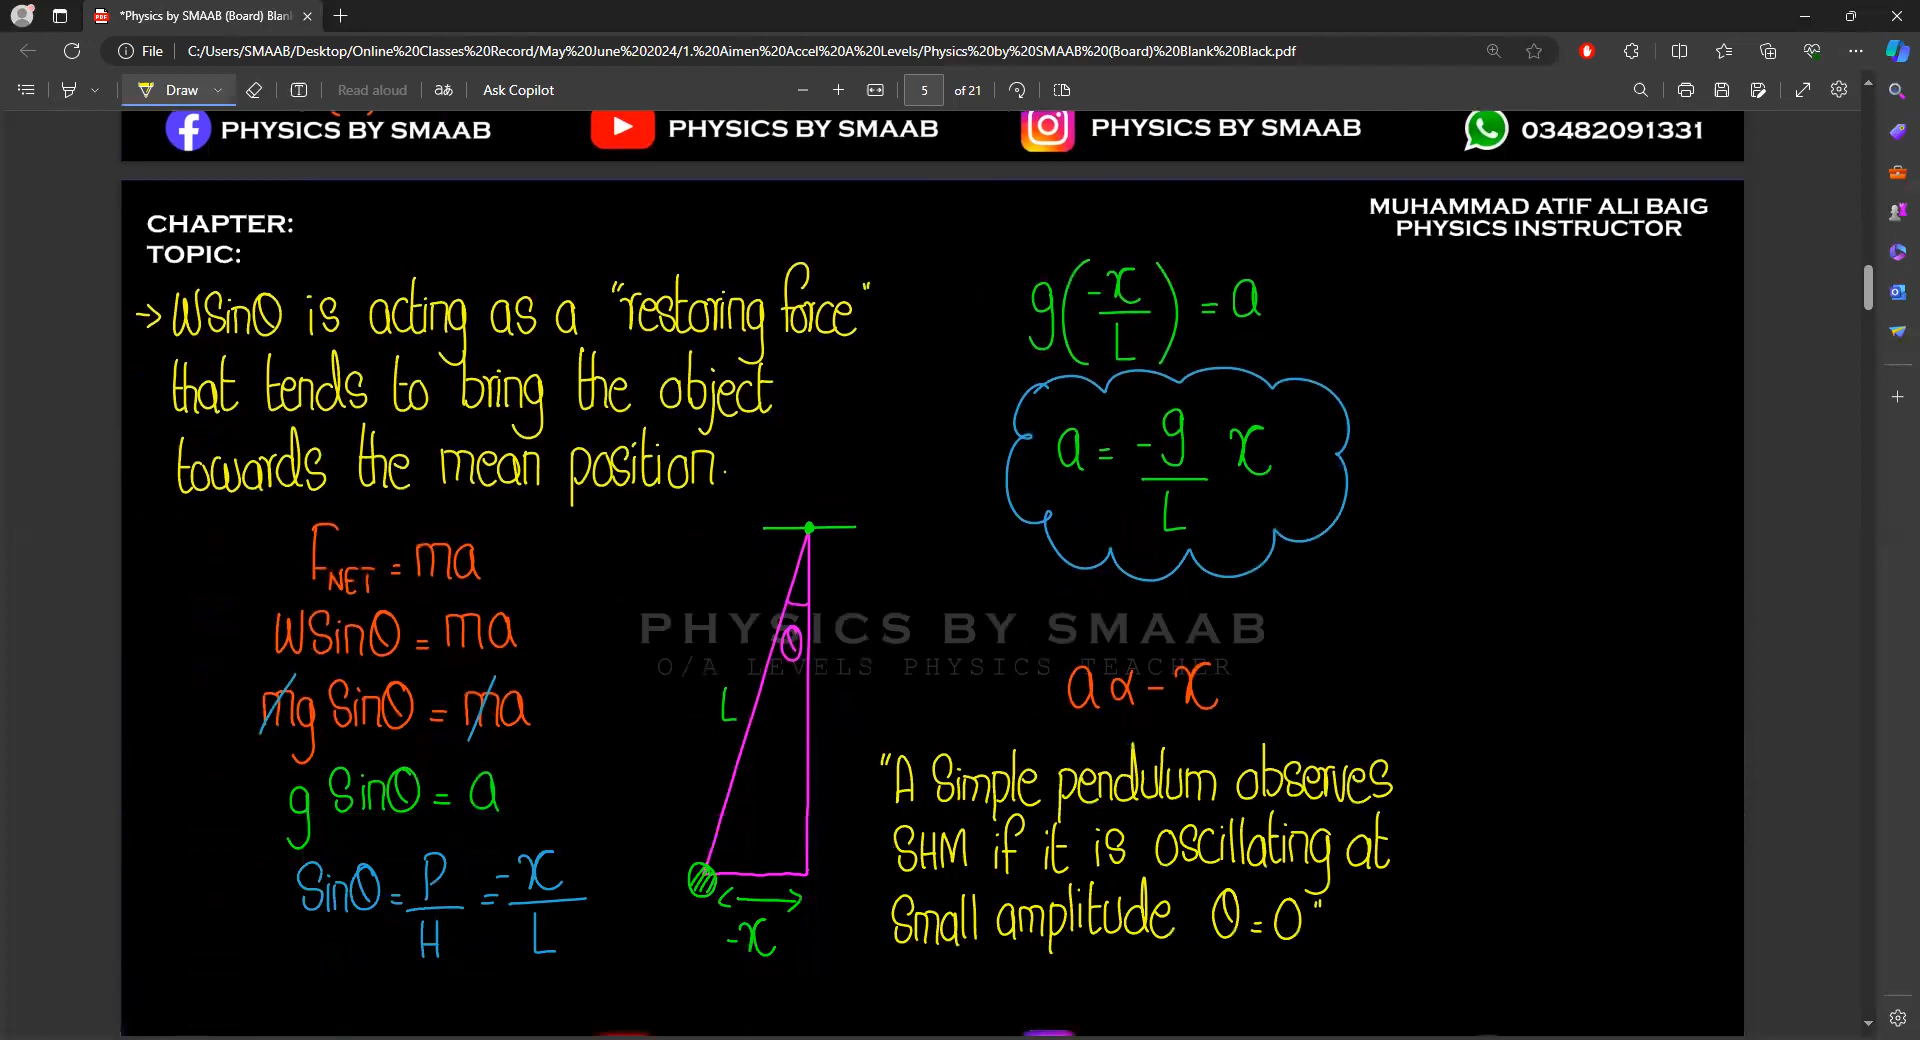 *Physics by SMAAB (Board) Blan
File
C:/Users/SMAAB/Desktop/Online%20Classes%20Record/May%20June%202024/1.%20Aimen%20Accel%20A%20Levels/Physics%20by%20SMAAB%20(Board)%20Blank%20Black.pdf
Draw
Read aloud
aあ
Ask Copilot
5 of 21
PHYSICS BY SMAAB
PHYSICS BY SMAAB
PHYSICS BY SMAAB
03482091331
CHAPTER:
TOPIC:
MUHAMMAD ATIF ALI BAIG
PHYSICS INSTRUCTOR
→ WSinθ is acting as a "restoring force"
that tends to bring the object
towards the mean position.
F_NET = ma
WSinθ = ma
mg Sinθ = ma
g Sinθ = a
Sinθ = P/H = -x/L
θ
L
-x
g(-x/L) = a
a = -g/L x
PHYSICS BY SMAAB
O/A LEVELS PHYSICS TEACHER
a α - x
"A Simple pendulum observes
SHM if it is oscillating at
Small amplitude θ = 0"